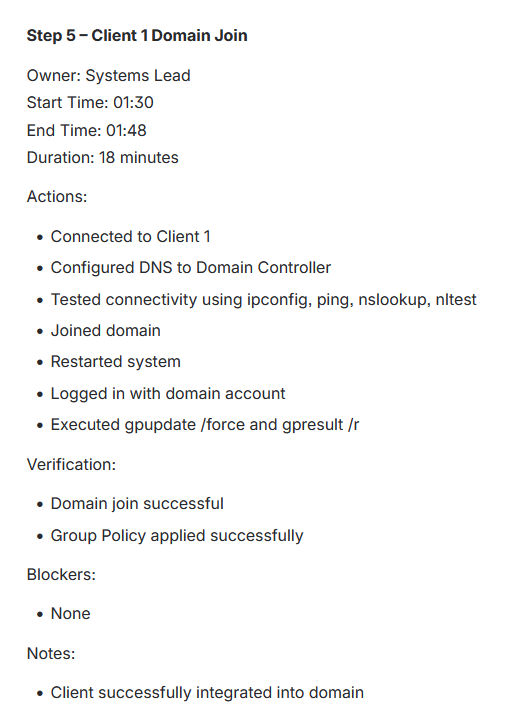 Step 5 – Client 1 Domain Join
Owner: Systems Lead
Start Time: 01:30
End Time: 01:48
Duration: 18 minutes
Actions:
• Connected to Client 1
• Configured DNS to Domain Controller
• Tested connectivity using ipconfig, ping, nslookup, nltest
• Joined domain
• Restarted system
• Logged in with domain account
• Executed gpupdate /force and gpresult /r
Verification:
• Domain join successful
• Group Policy applied successfully
Blockers:
• None
Notes:
• Client successfully integrated into domain